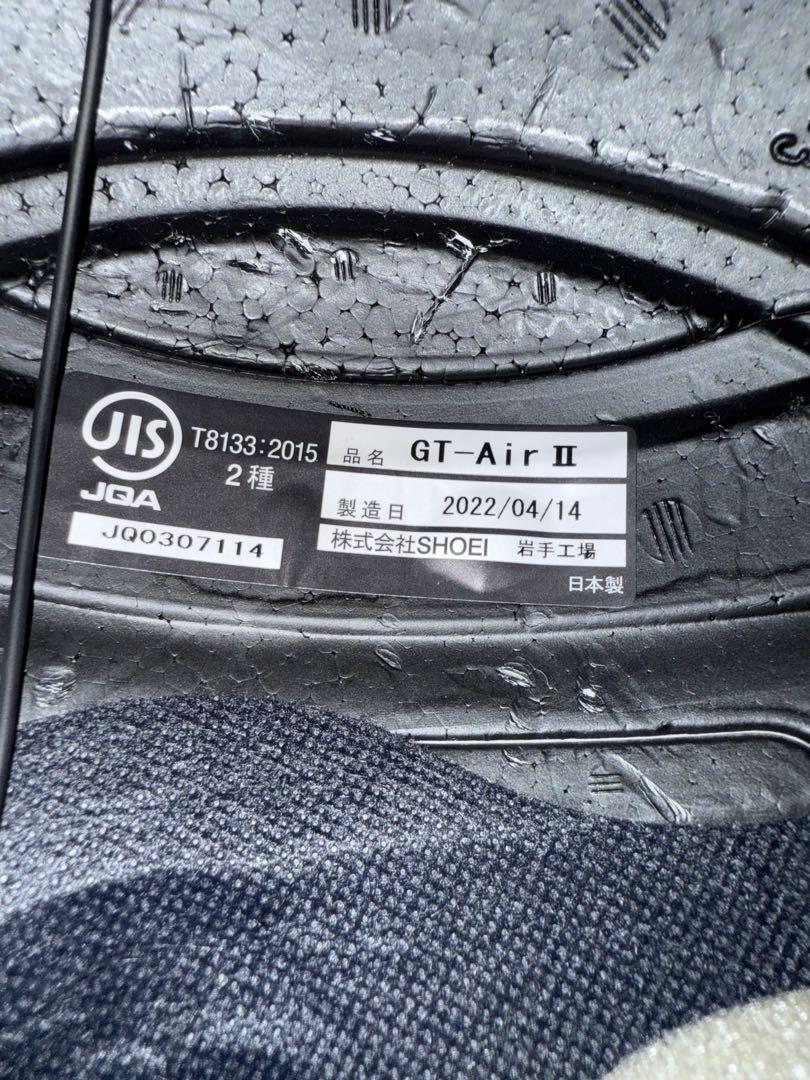 JIS
JQA
T8133:2015
2種
JQ0307114
品名 GT-Air II
製造日 2022/04/14
株式会社SHOEI 岩手工場
日本製